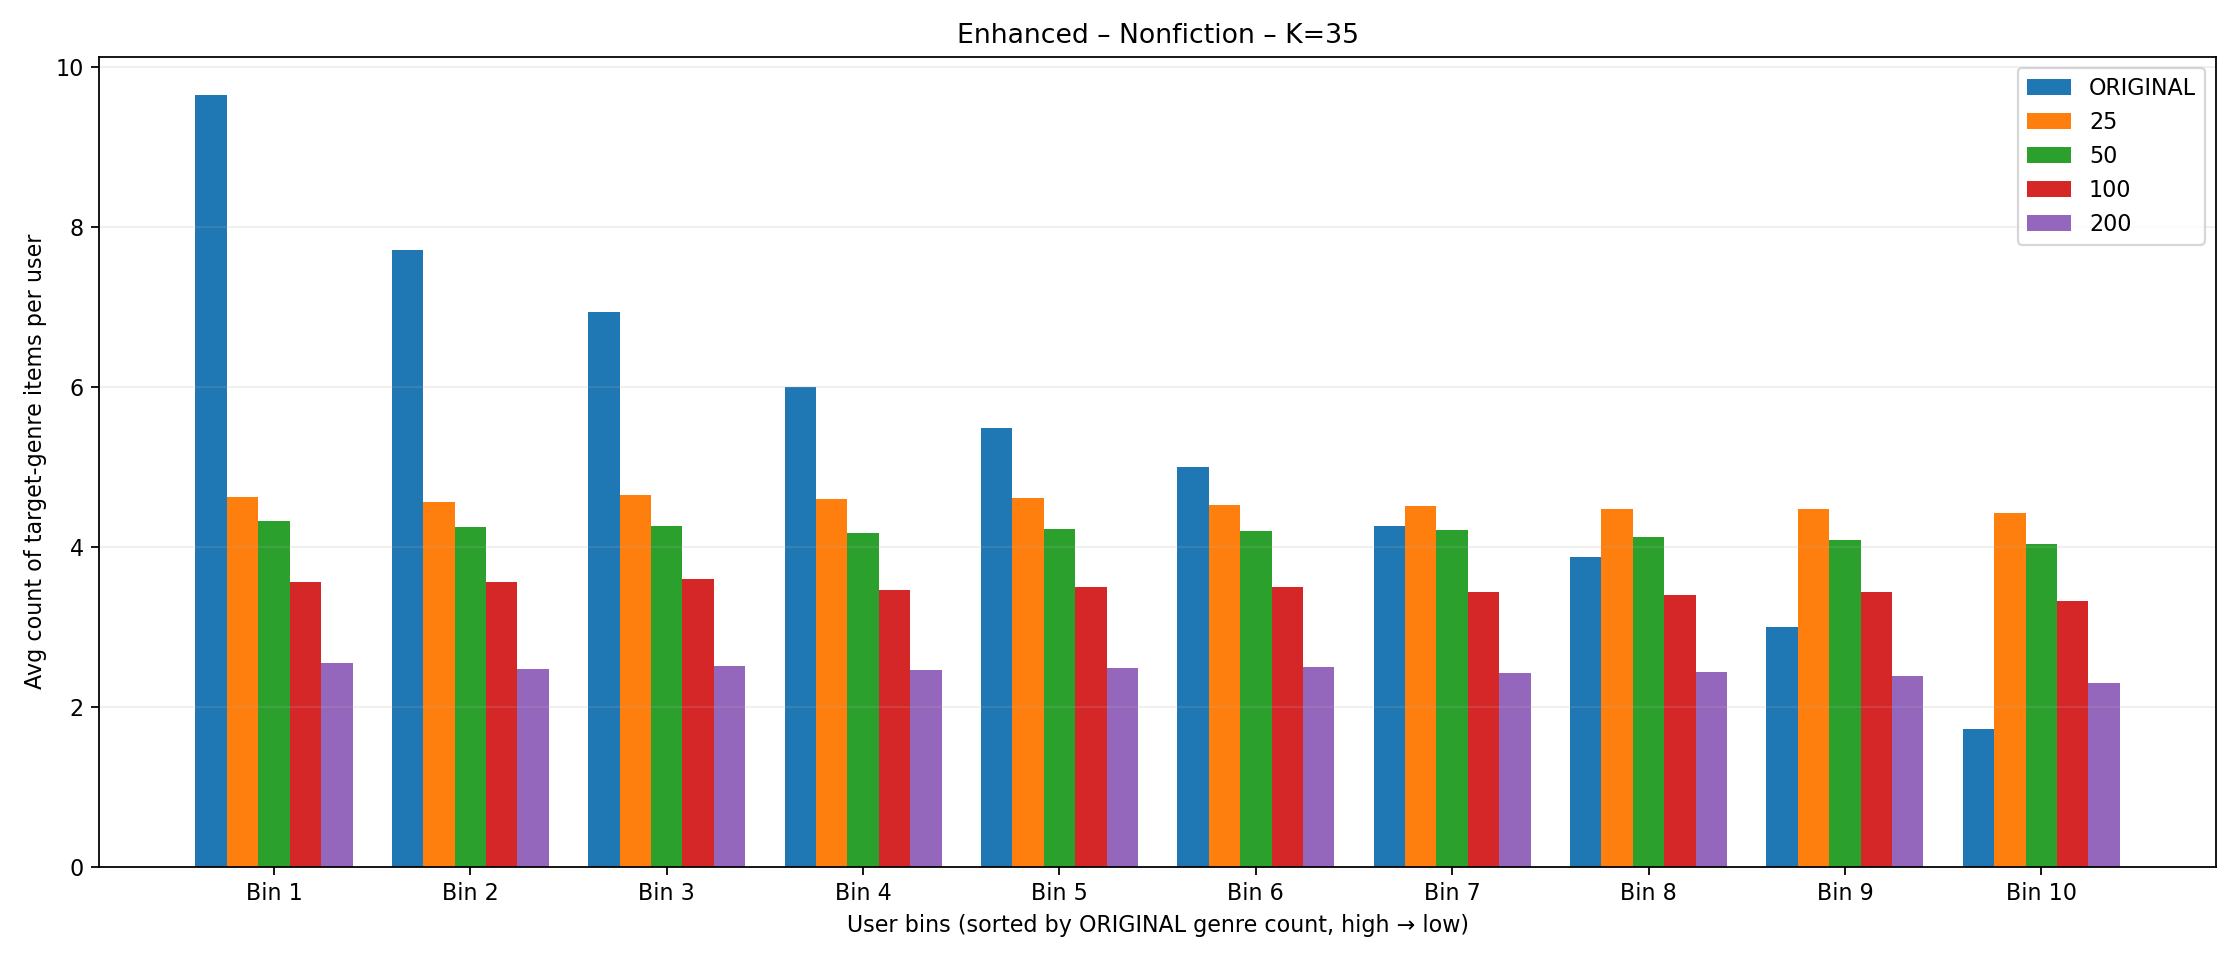 Enhanced – Nonfiction – K=35
Avg count of target-genre items per user
10
8
6
4
2
0
ORIGINAL
25
50
100
200
Bin 1 Bin 2 Bin 3 Bin 4 Bin 5 Bin 6 Bin 7 Bin 8 Bin 9 Bin 10
User bins (sorted by ORIGINAL genre count, high → low)